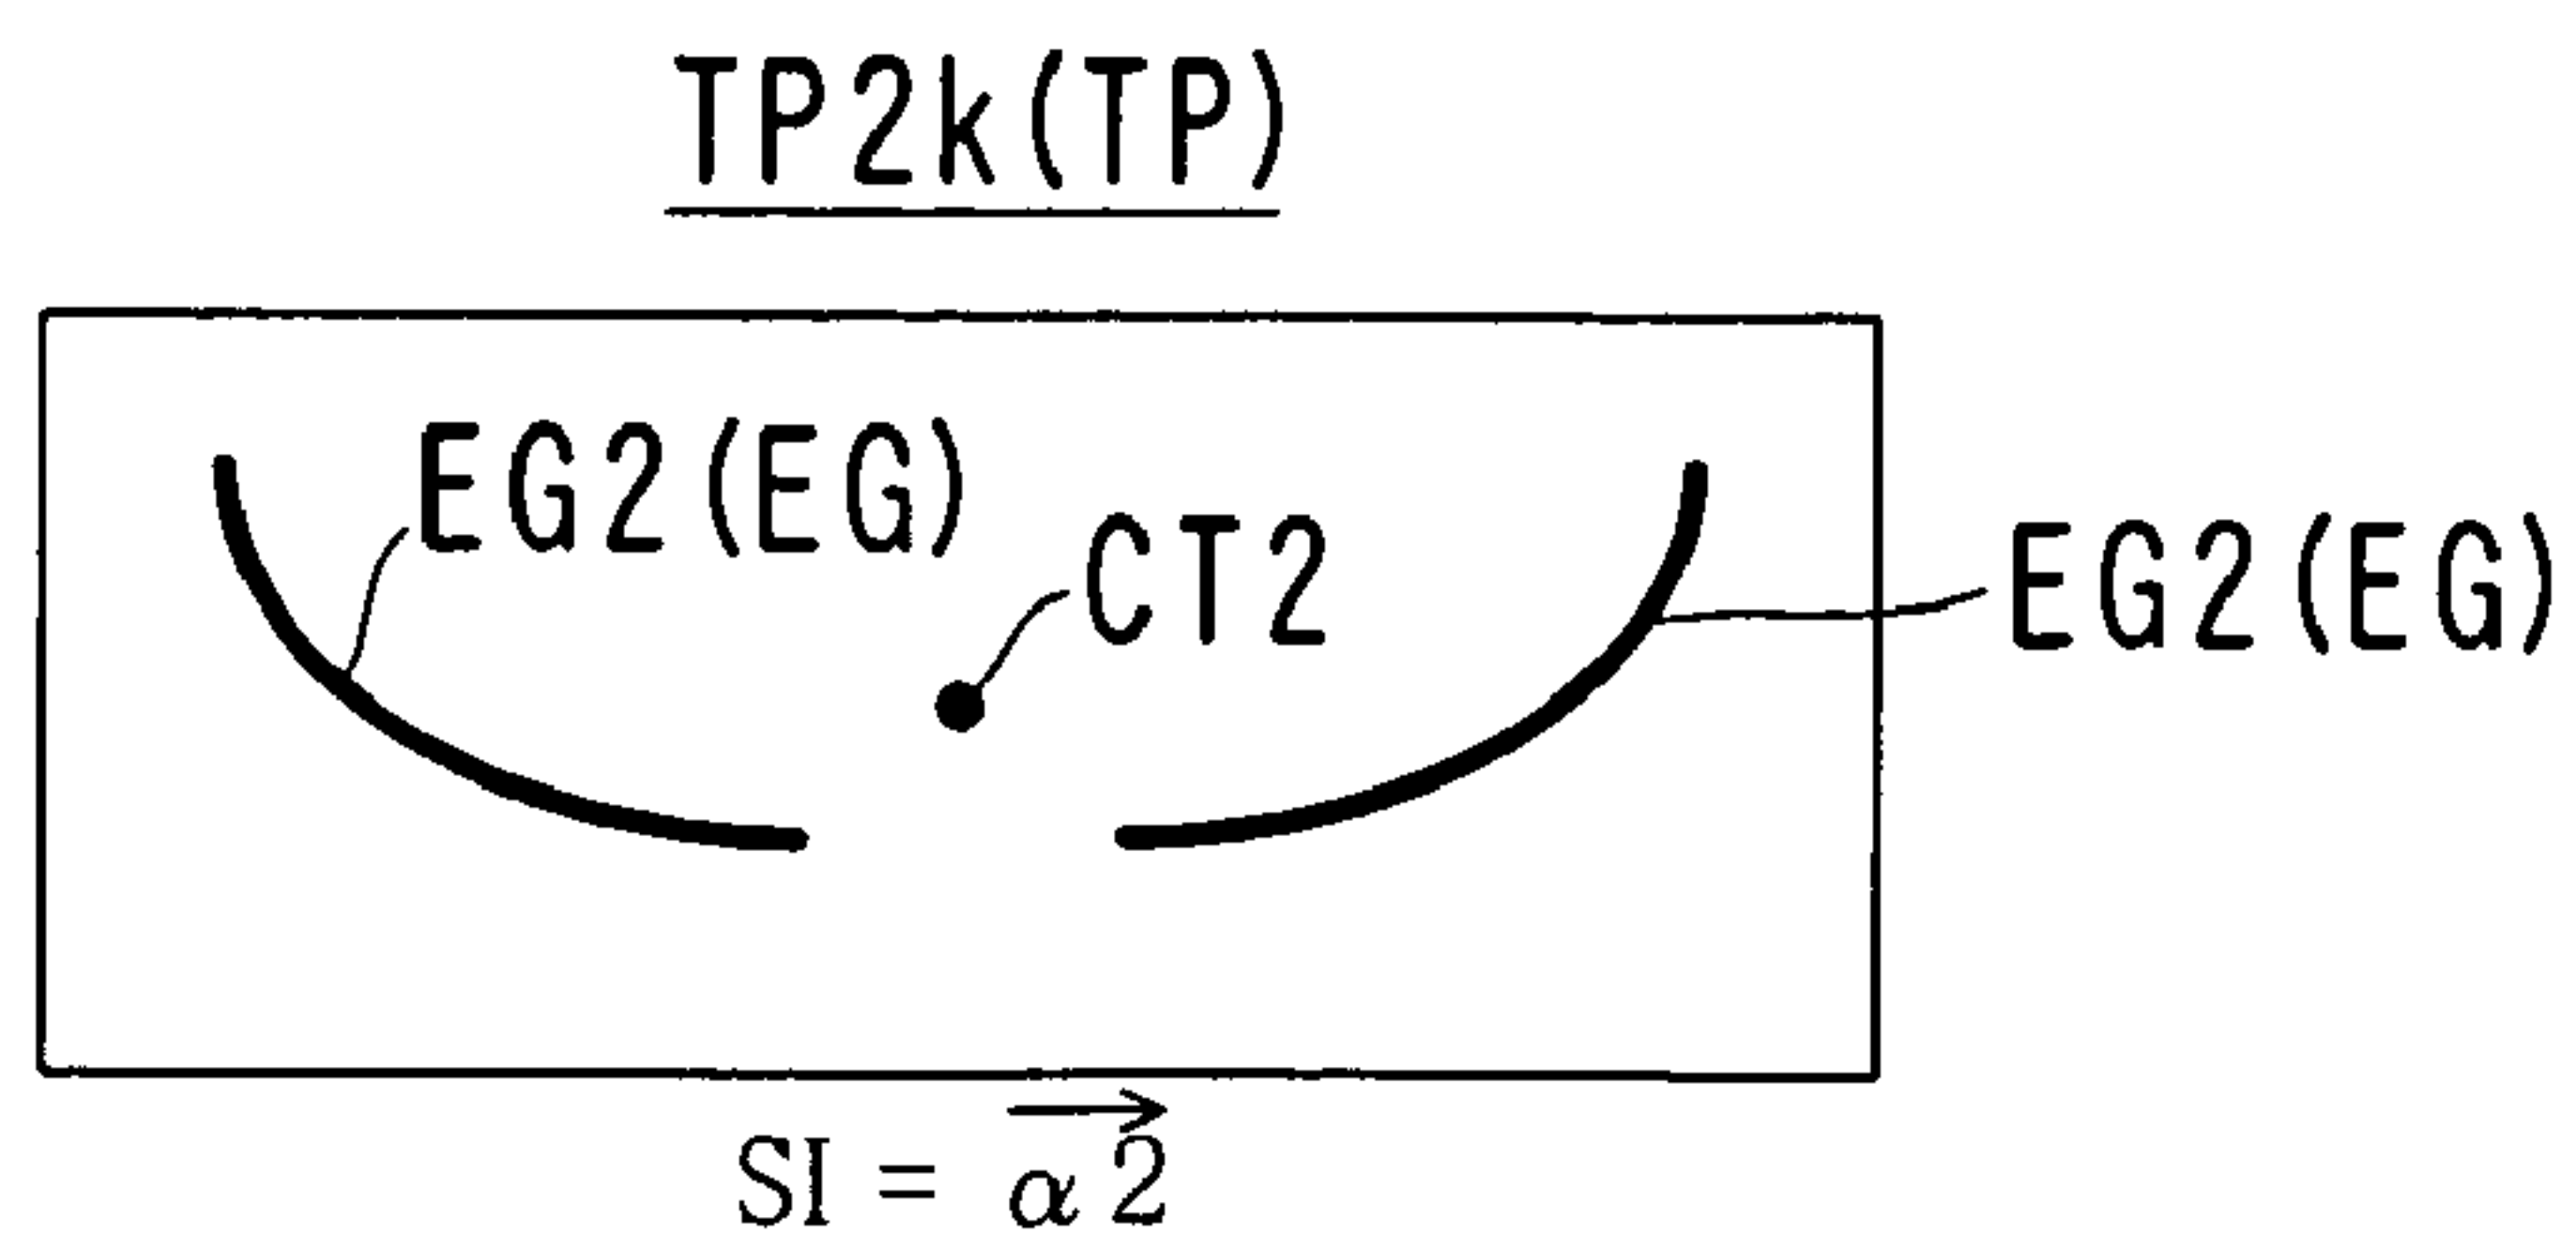 TP2k(TP)
EG2(EG)
CT2
EG2(EG)
SI = α2→